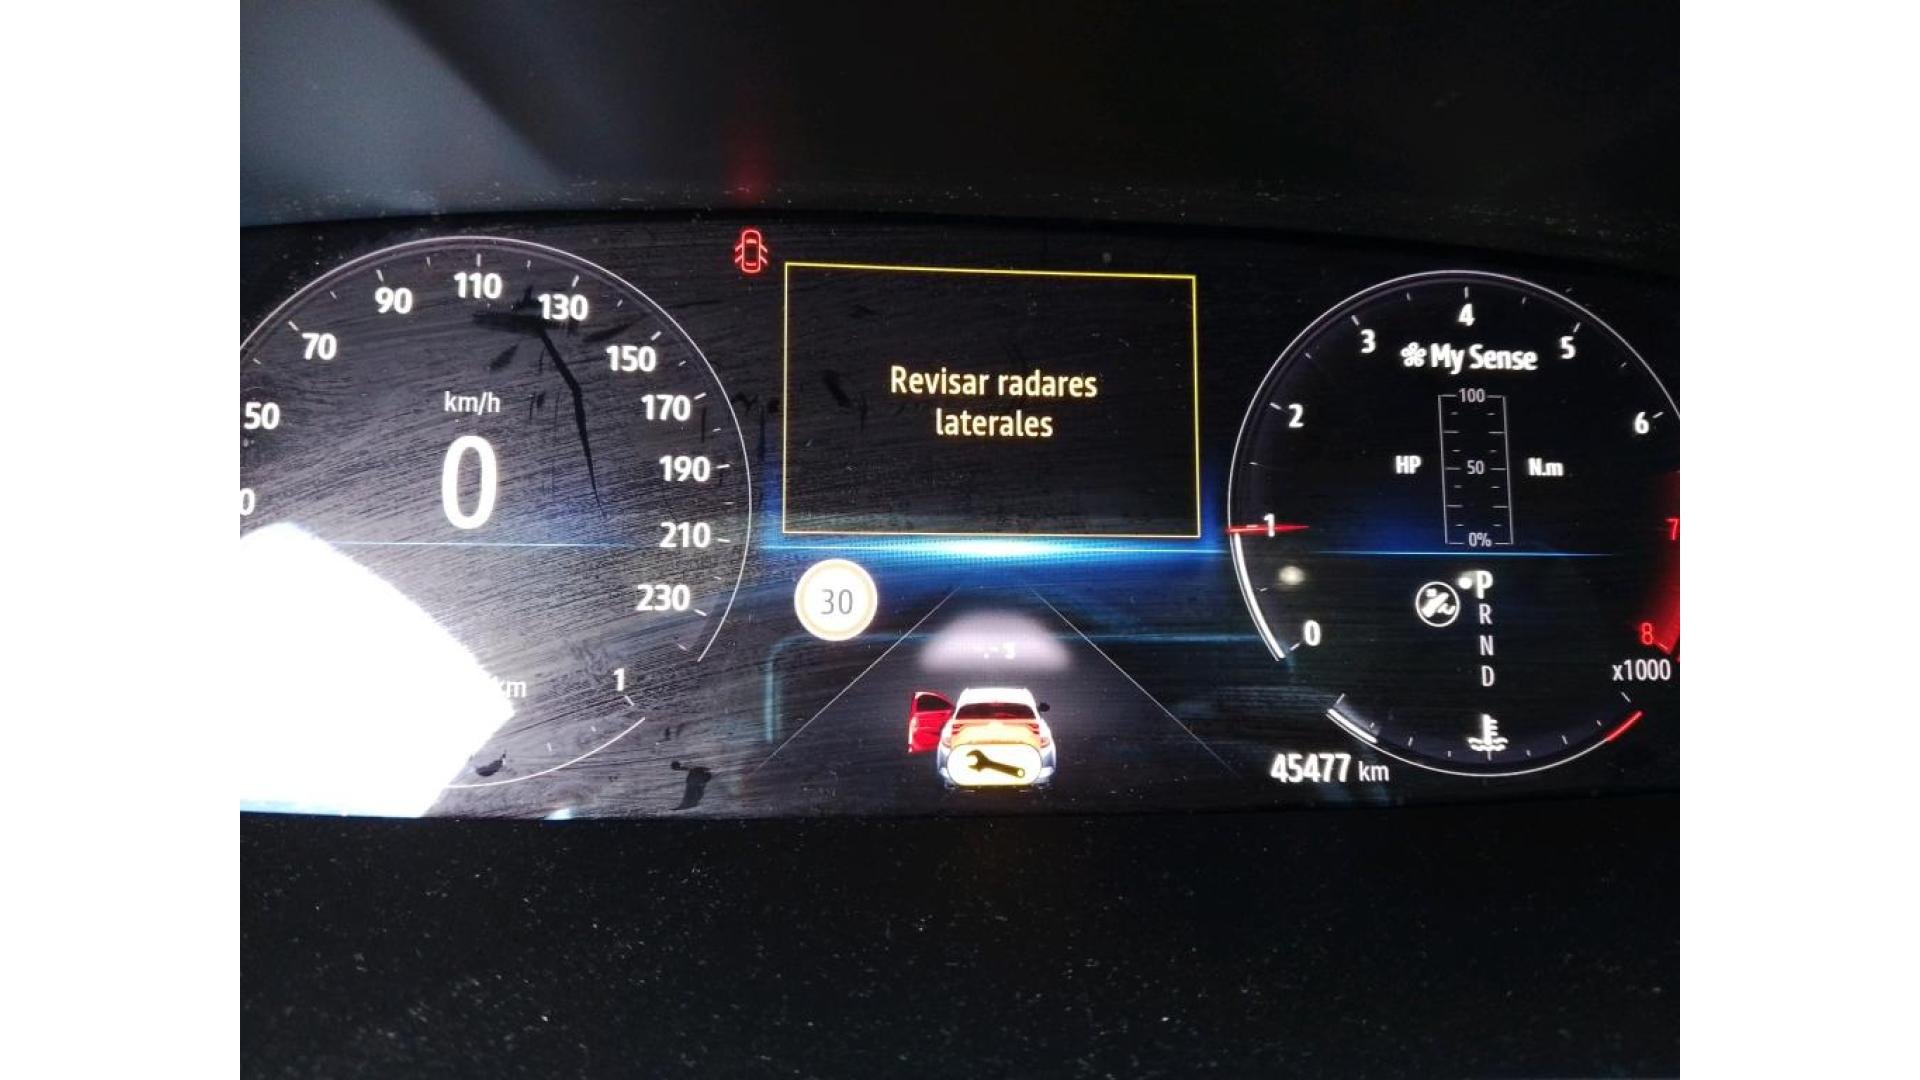 50
70
90
110
130
150
170
190
210
230
km/h
0
1
Revisar radares
laterales
30
0
1
2
3
4
5
6
7
8
x1000
My Sense
100
HP
50
N.m
0%
P
R
N
D
45477 km